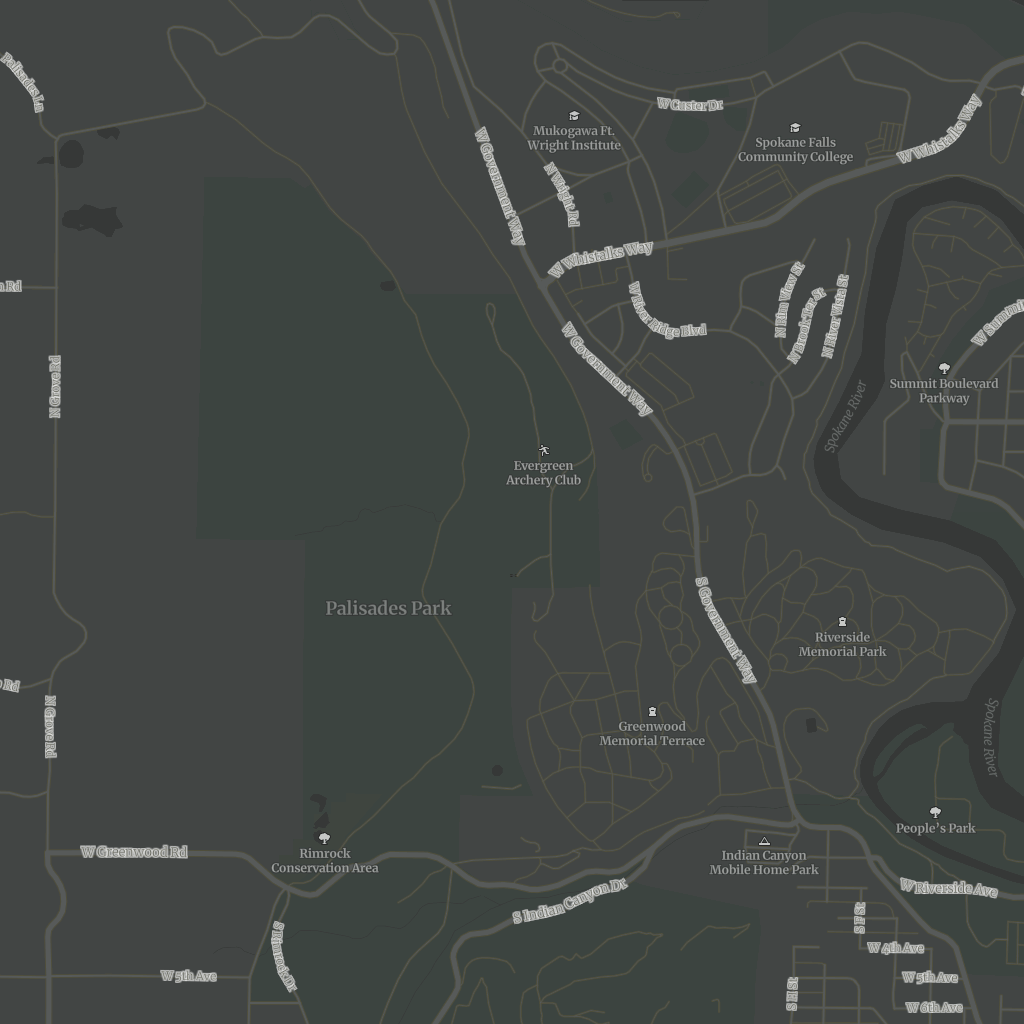 Palisades Ln
W Custer Dr
W Government Way
Mukogawa Ft.
Wright Institute
Spokane Falls
Community College
W Whistalks Way
N Wright Rd
W Whistalks Way
N Rim View St
N Brook Ter St
N River Vista St
W River Ridge Blvd
W Government Way
N Grove Rd
Summit Boulevard
Parkway
Spokane River
Evergreen
Archery Club
Palisades Park
S Government Way
Riverside
Memorial Park
N Grove Rd
Greenwood
Memorial Terrace
Spokane River
People's Park
W Greenwood Rd
Rimrock
Conservation Area
Indian Canyon
Mobile Home Park
S Indian Canyon Dr
W Riverside Ave
S F St
S Rimrock Dr
W 4th Ave
W 5th Ave
W 5th Ave
S H St
W 6th Ave